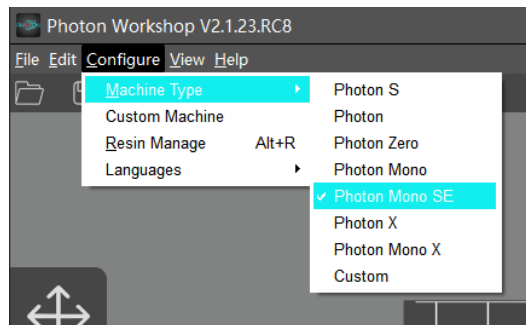 Photon Workshop V2.1.23.RC8
File Edit Configure View Help
Machine Type
Custom Machine
Resin Manage Alt+R
Languages
Photon S
Photon
Photon Zero
Photon Mono
Photon Mono SE
Photon X
Photon Mono X
Custom